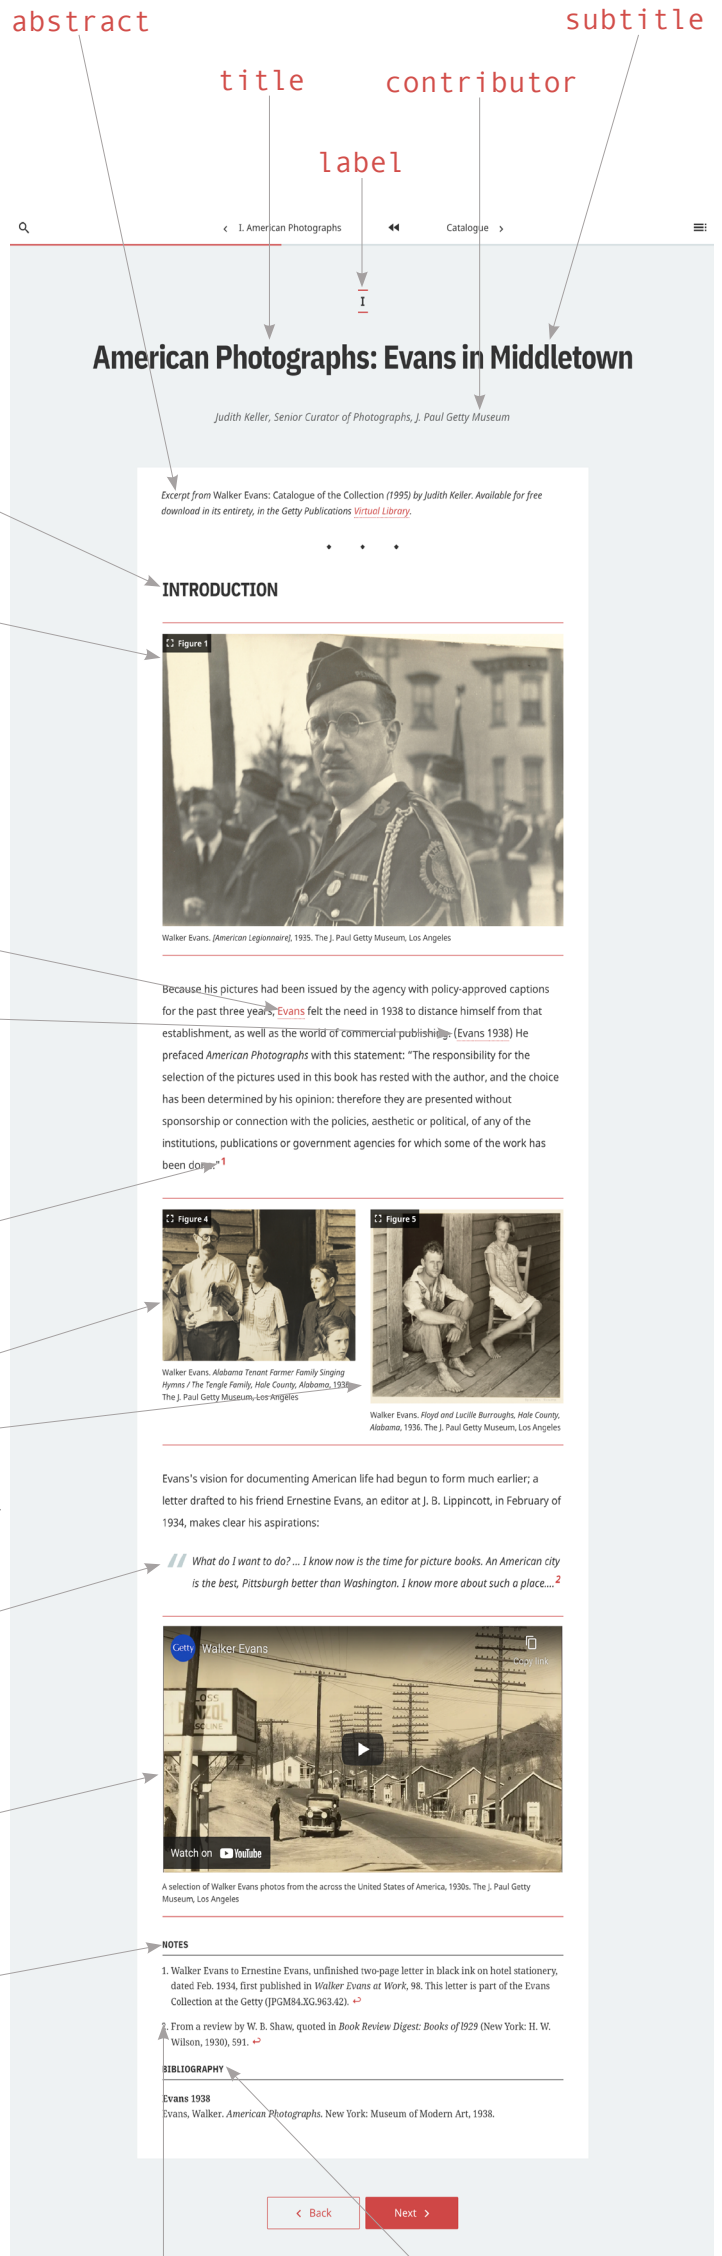 abstract
subtitle
title
contributor
label
I. American Photographs
Catalogue
I
American Photographs: Evans in Middletown
Judith Keller, Senior Curator of Photographs, J. Paul Getty Museum
Excerpt from Walker Evans: Catalogue of the Collection (1995) by Judith Keller. Available for free
download in its entirety, in the Getty Publications Virtual Library.
INTRODUCTION
Figure 1
Walker Evans. [American Legionnaire], 1935. The J. Paul Getty Museum, Los Angeles
Because his pictures had been issued by the agency with policy-approved captions
for the past three years, Evans felt the need in 1938 to distance himself from that
establishment, as well as the world of commercial publishing. (Evans 1938) He
prefaced American Photographs with this statement: “The responsibility for the
selection of the pictures used in this book has rested with the author, and the choice
has been determined by his opinion: therefore they are presented without
sponsorship or connection with the policies, aesthetic or political, of any of the
institutions, publications or government agencies for which some of the work has
been done.”1
Figure 4
Figure 5
Walker Evans. Alabama Tenant Farmer Family Singing
Hymns / The Tengle Family, Hale County, Alabama, 1936.
The J. Paul Getty Museum, Los Angeles
Walker Evans. Floyd and Lucille Burroughs, Hale County,
Alabama, 1936. The J. Paul Getty Museum, Los Angeles
Evans's vision for documenting American life had begun to form much earlier; a
letter drafted to his friend Ernestine Evans, an editor at J. B. Lippincott, in February of
1934, makes clear his aspirations:
“ What do I want to do? ... I know now is the time for picture books. An American city
is the best, Pittsburgh better than Washington. I know more about such a place....2
Getty Walker Evans
Copy link
LOSS
BENZOL
GASOLINE
Watch on YouTube
A selection of Walker Evans photos from the across the United States of America, 1930s. The J. Paul Getty
Museum, Los Angeles
NOTES
1. Walker Evans to Ernestine Evans, unfinished two-page letter in black ink on hotel stationery,
dated Feb. 1934, first published in Walker Evans at Work, 98. This letter is part of the Evans
Collection at the Getty (JPGM84.XG.963.42). ↩
2. From a review by W. B. Shaw, quoted in Book Review Digest: Books of l929 (New York: H. W.
Wilson, 1930), 591. ↩
BIBLIOGRAPHY
Evans 1938
Evans, Walker. American Photographs. New York: Museum of Modern Art, 1938.
Back
Next